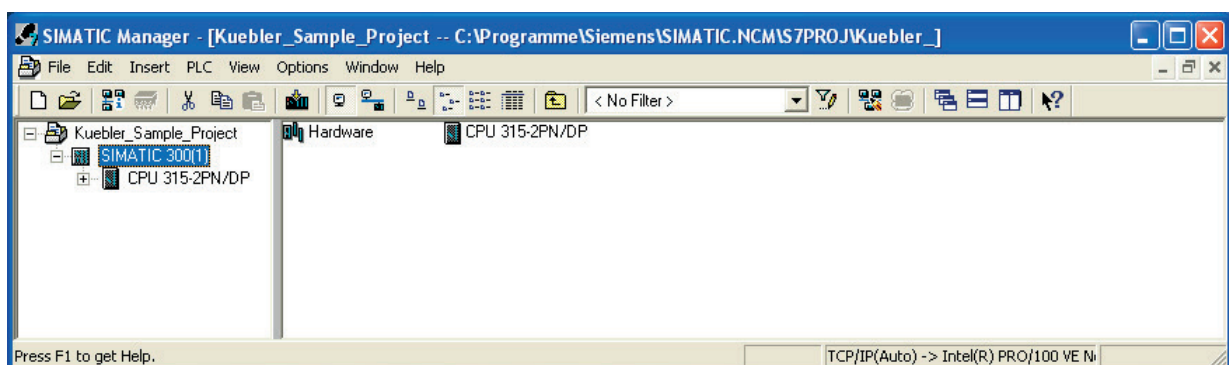 SIMATIC Manager - [Kuebler_Sample_Project -- C:\Programme\Siemens\SIMATIC.NCM\S7PROJ\Kuebler_]
File Edit Insert PLC View Options Window Help
< No Filter >
Kuebler_Sample_Project
SIMATIC 300(1)
CPU 315-2PN/DP
Hardware CPU 315-2PN/DP
Press F1 to get Help. TCP/IP(Auto) -> Intel(R) PRO/100 VE N